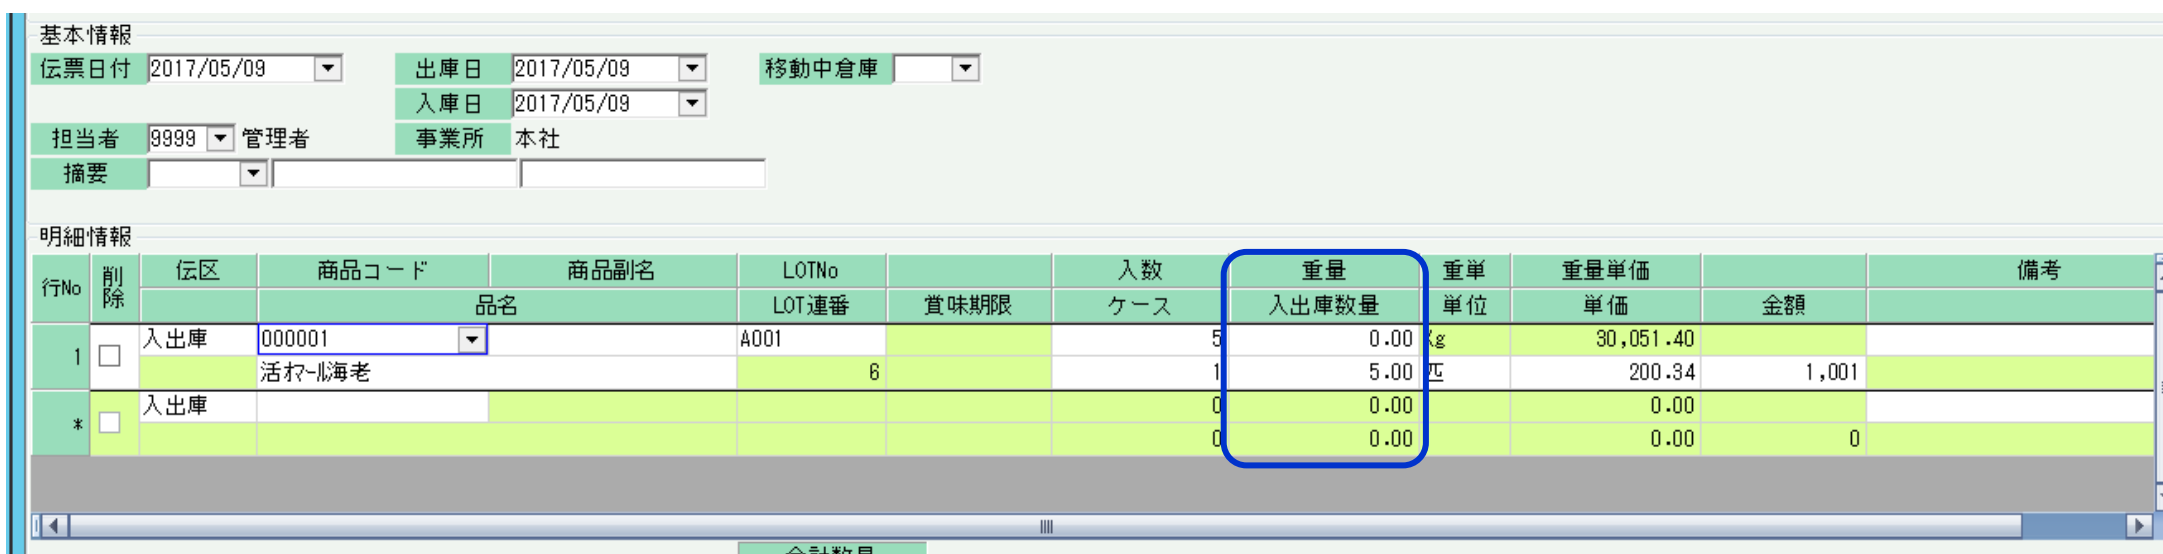 基本情報
伝票日付 2017/05/09 出庫日 2017/05/09 移動中倉庫
入庫日 2017/05/09
担当者 9999 管理者 事業所 本社
摘要
明細情報
行No 削除 伝区 商品コード 商品副名 LOTNo 入数 重量 重単 重量単価 備考
品名 LOT連番 賞味期限 ケース 入出庫数量 単位 単価 金額
1 入出庫 000001 A001 5 0.00 Kg 30,051.40
活オマール海老 6 1 5.00 匹 200.34 1,001
* 入出庫 0 0.00 0.00
0 0.00 0.00 0
合計数量